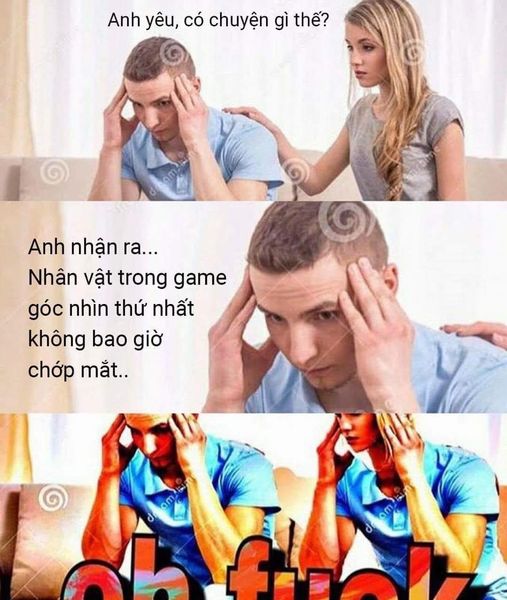 Anh yêu, có chuyện gì thế?
Anh nhận ra...
Nhân vật trong game
góc nhìn thứ nhất
không bao giờ
chớp mắt..
oh fuck